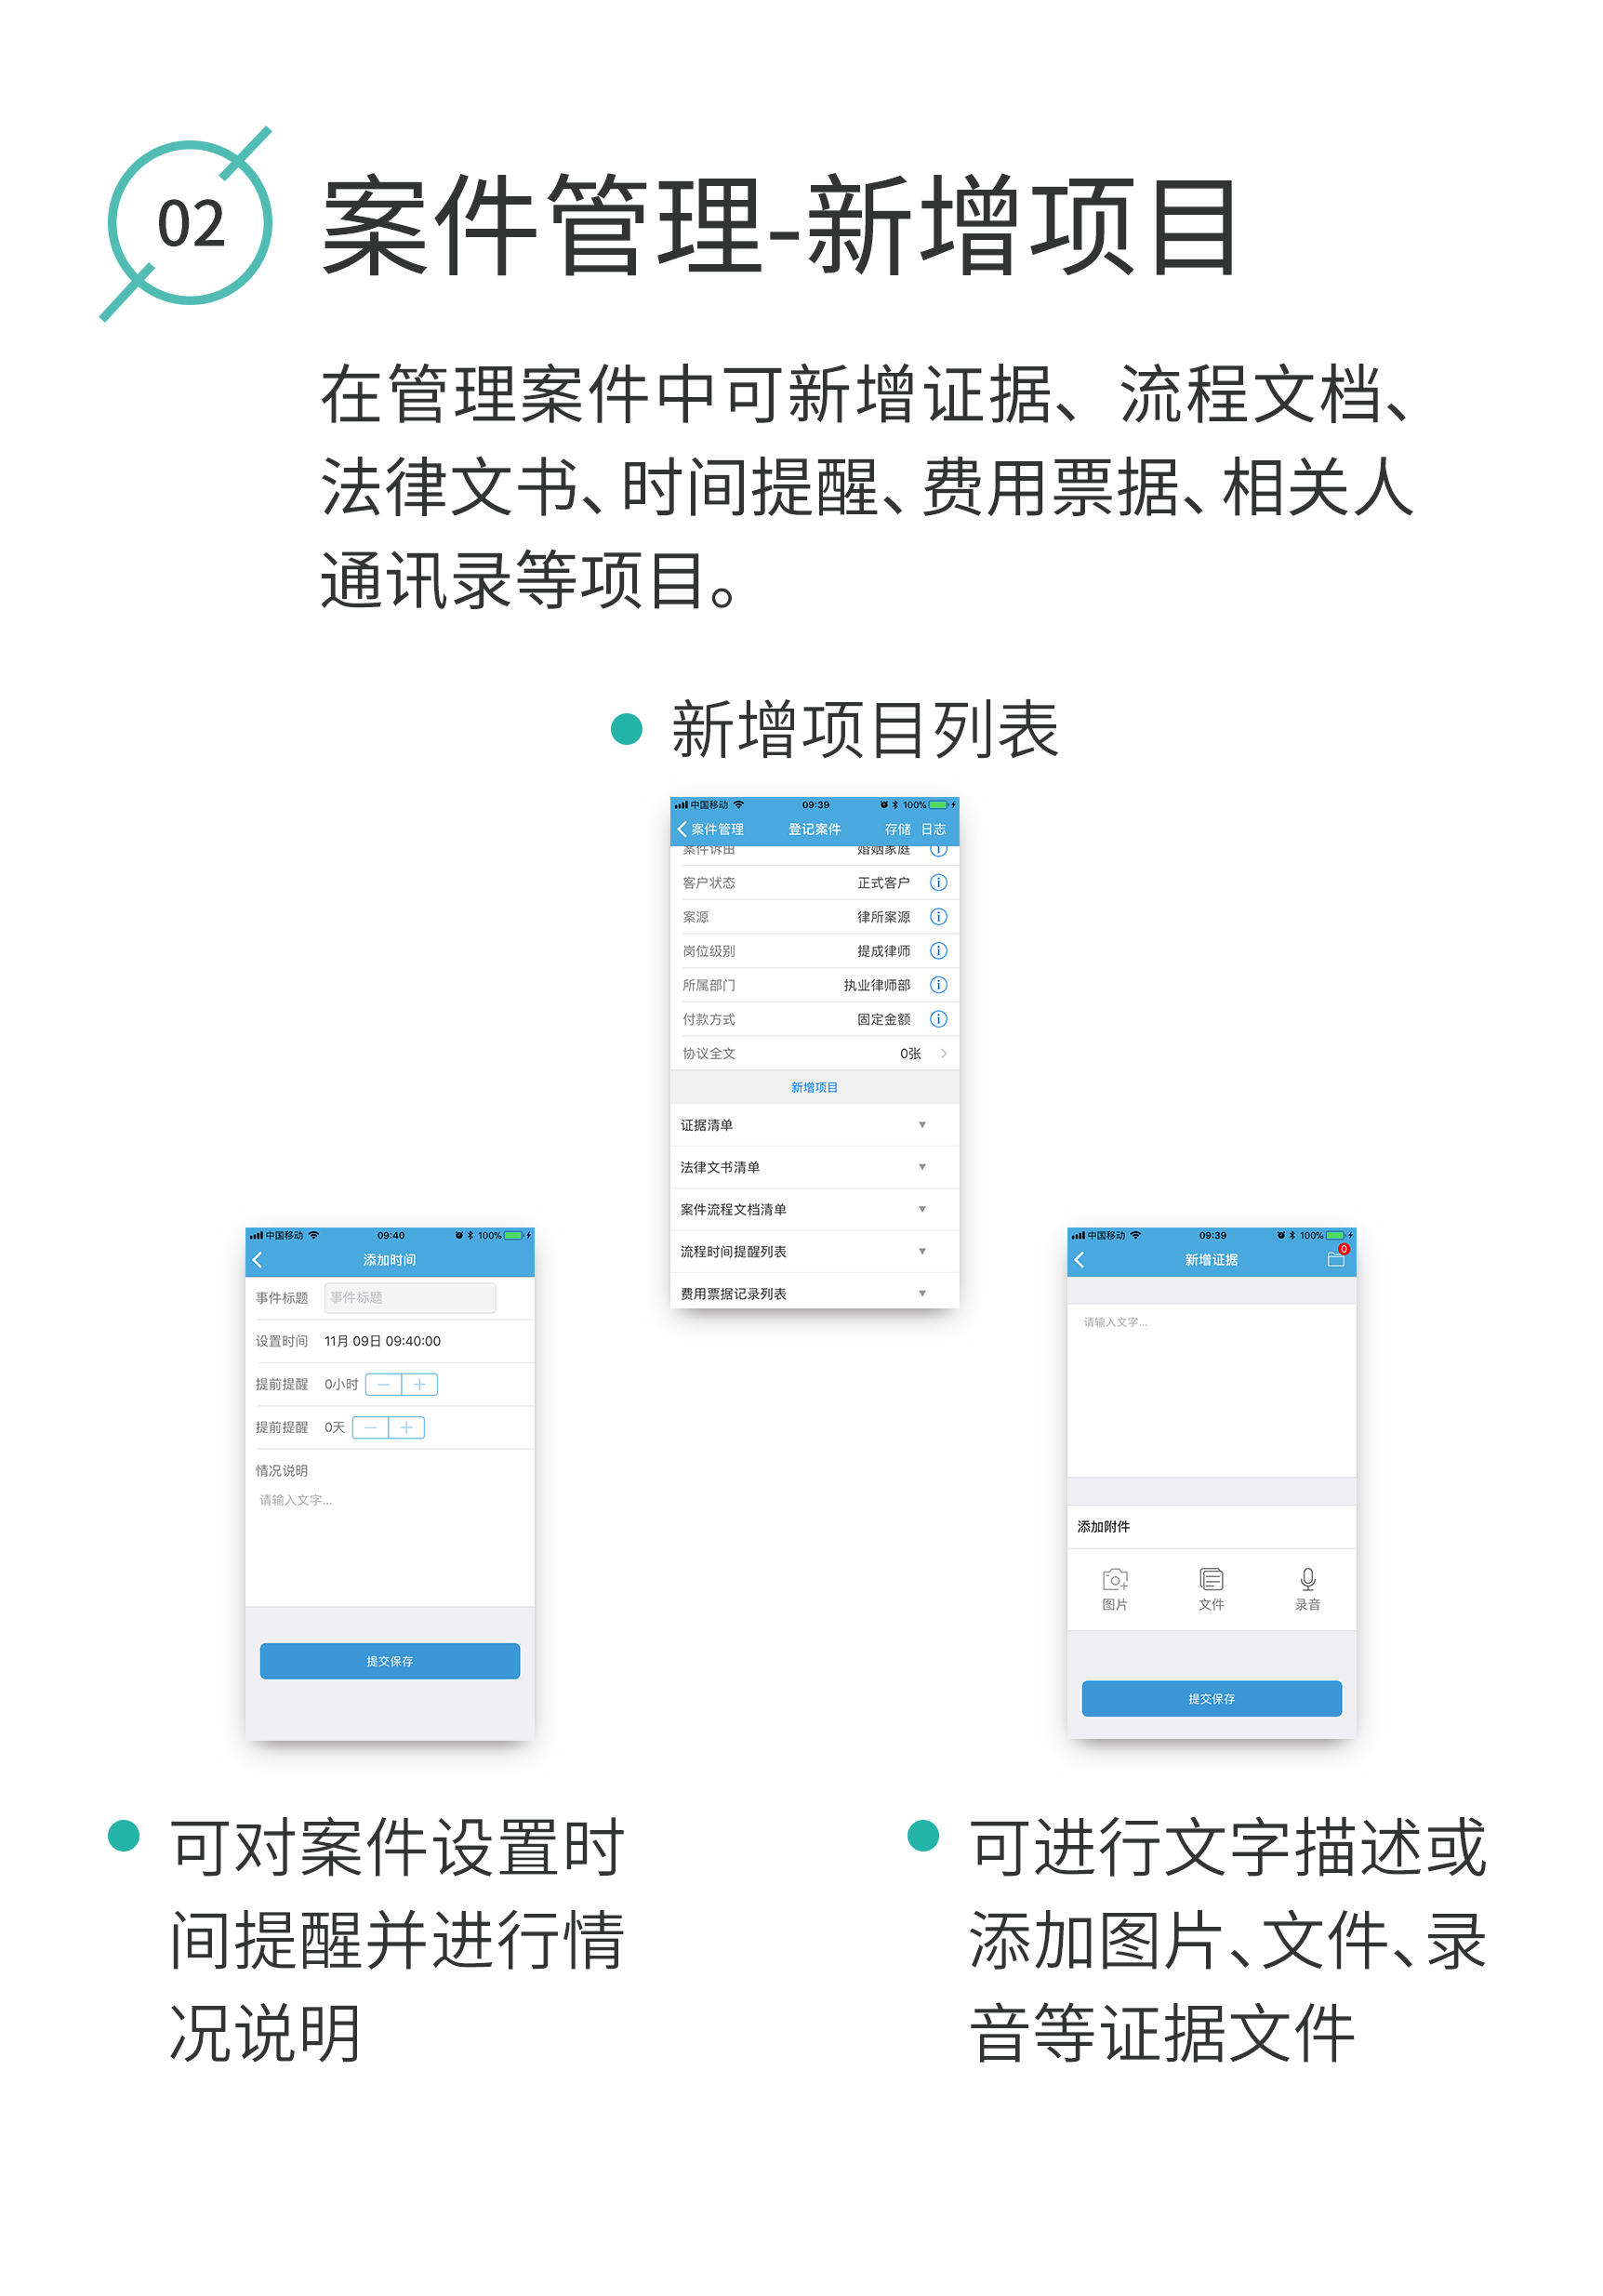 02
案件管理-新增项目
在管理案件中可新增证据、流程文档、
法律文书、时间提醒、费用票据、相关人
通讯录等项目。
新增项目列表
中国移动 09:39 100%
案件管理 登记案件 存储 日志
案件诉由 婚姻家庭
客户状态 正式客户
案源 律所案源
岗位级别 提成律师
所属部门 执业律师部
付款方式 固定金额
协议全文 0张
新增项目
证据清单
法律文书清单
案件流程文档清单
流程时间提醒列表
费用票据记录列表
中国移动 09:40 100%
添加时间
事件标题 事件标题
设置时间 11月 09日 09:40:00
提前提醒 0小时
提前提醒 0天
情况说明
请输入文字...
提交保存
中国移动 09:39 100%
新增证据 0
请输入文字...
添加附件
图片 文件 录音
提交保存
可对案件设置时
间提醒并进行情
况说明
可进行文字描述或
添加图片、文件、录
音等证据文件